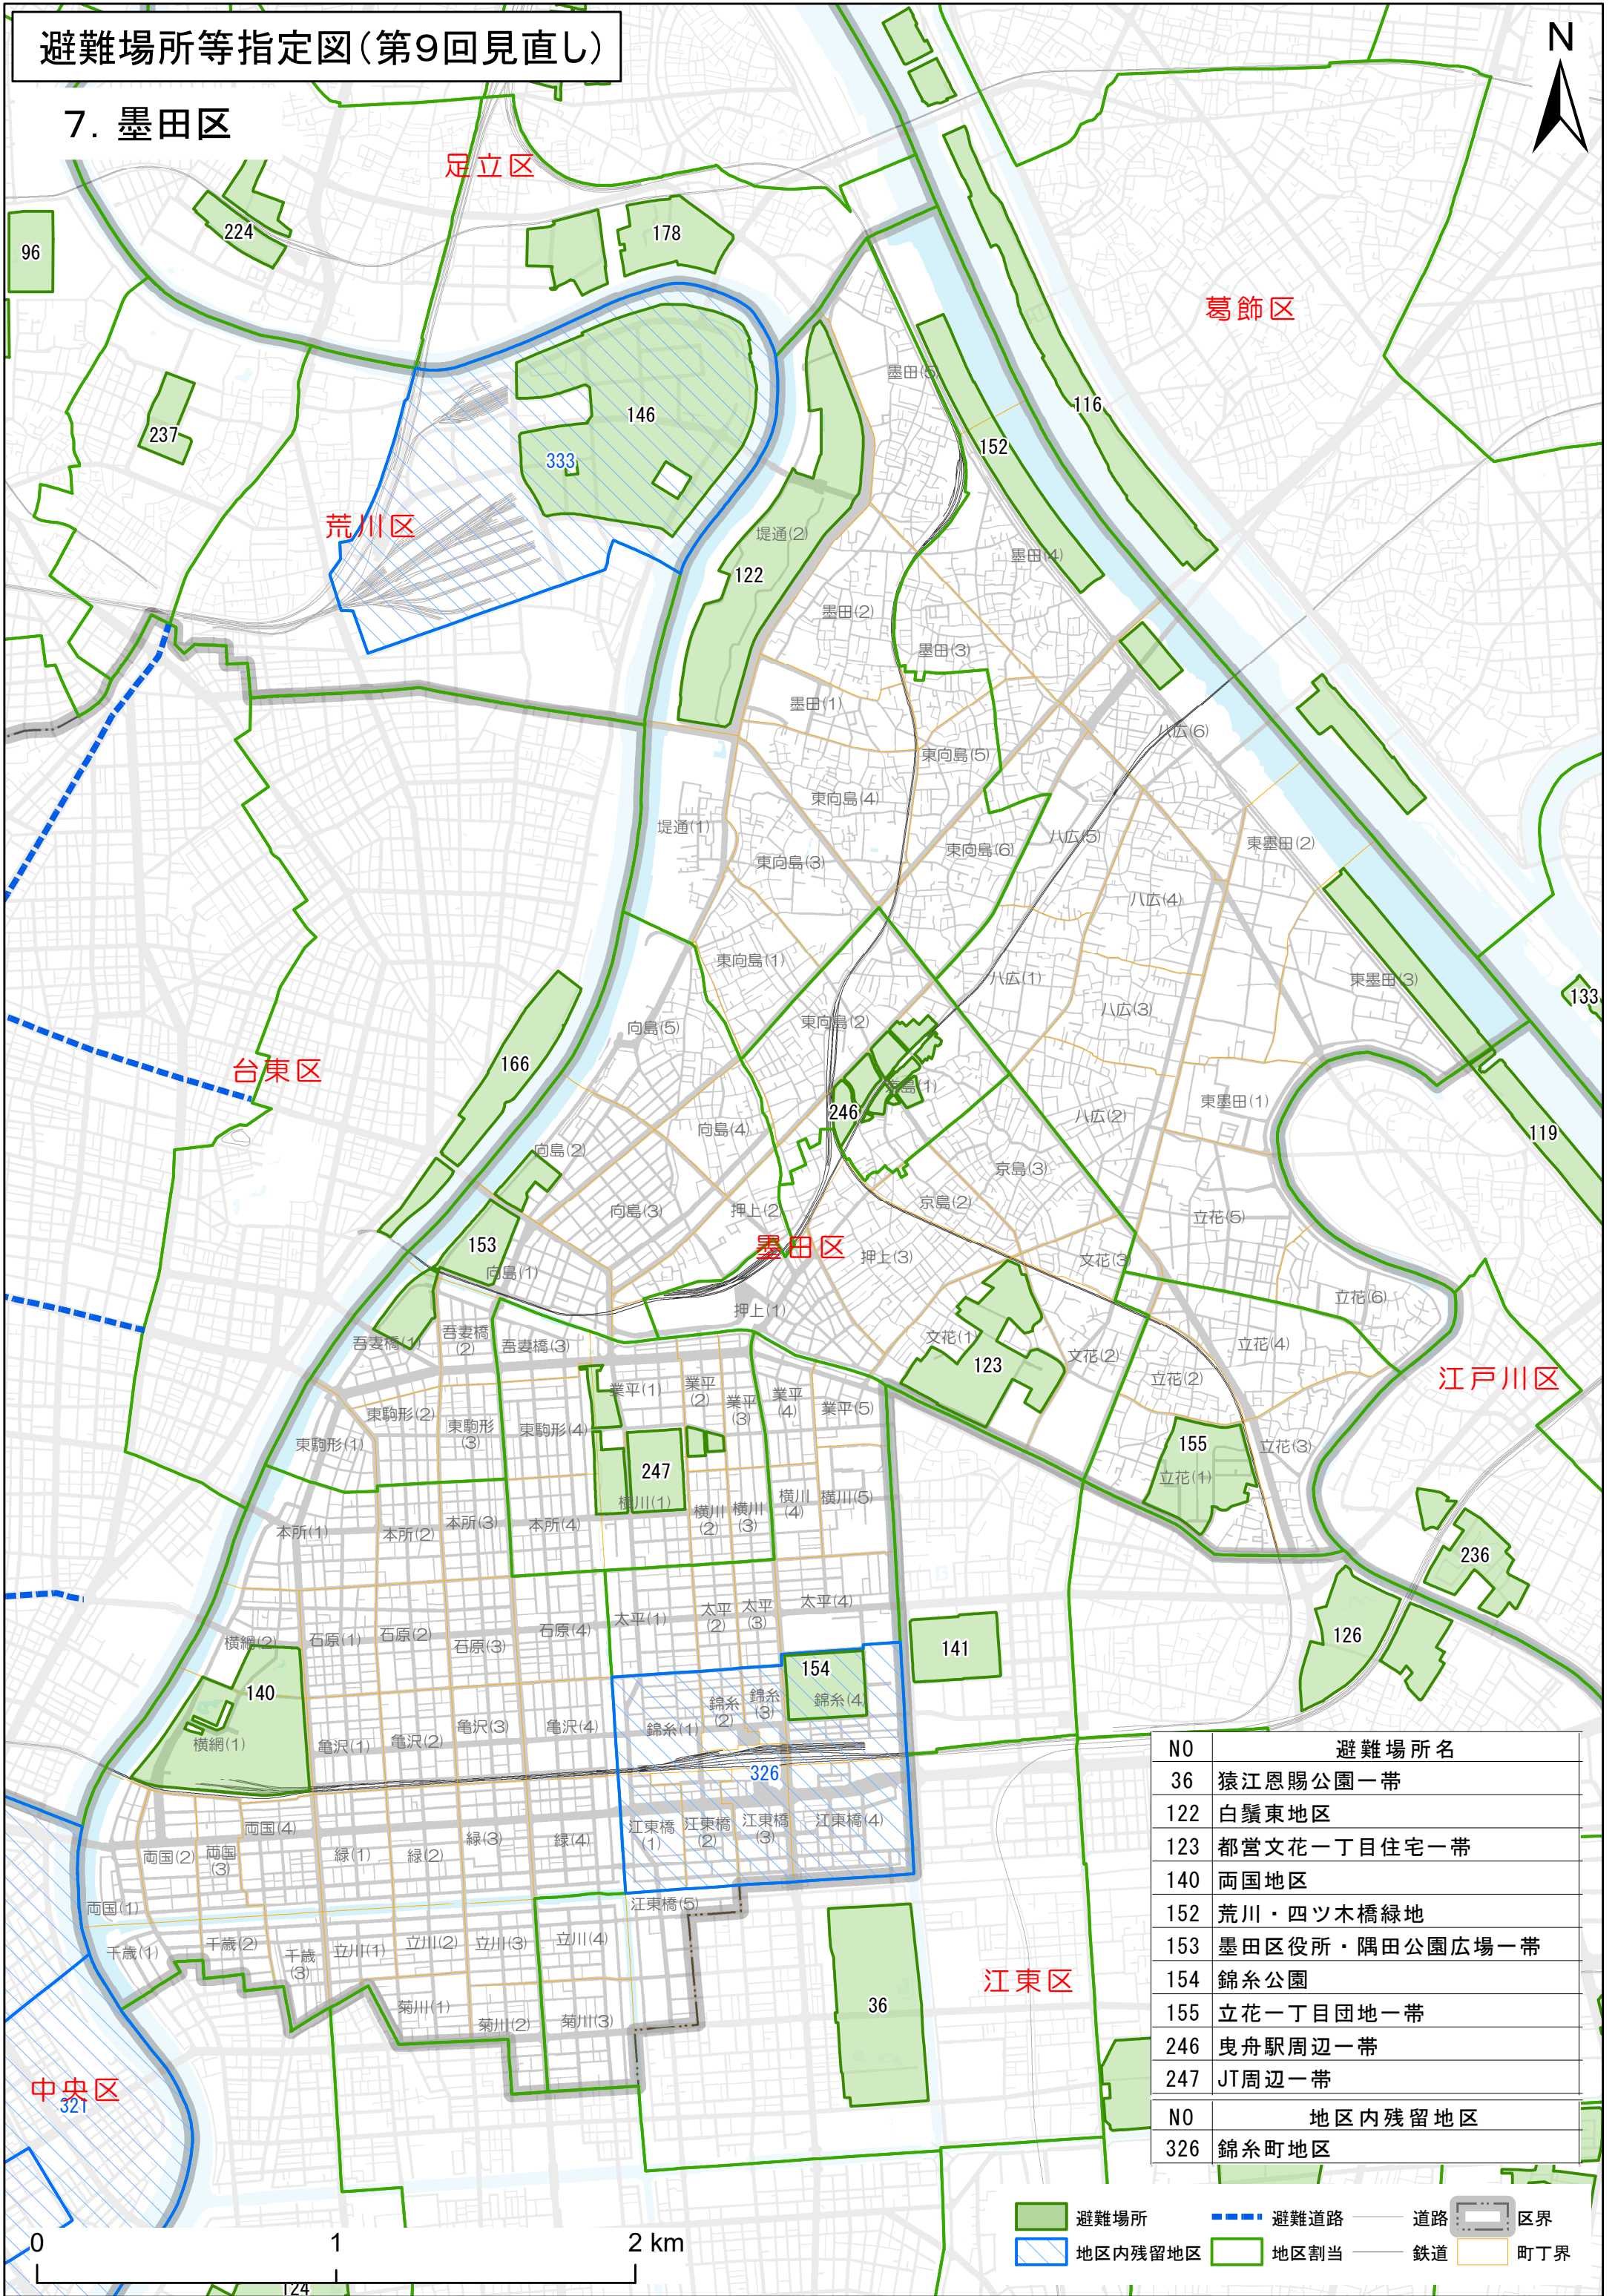 避難場所等指定図(第9回見直し)
7. 墨田区
N
足立区
葛飾区
荒川区
台東区
墨田区
江戸川区
江東区
中央区
96
224
178
237
146
333
116
152
122
166
153
246
133
119
123
155
247
236
126
141
154
140
326
36
321
124
墨田(5)
堤通(2)
墨田(4)
墨田(2)
墨田(3)
墨田(1)
八広(6)
東向島(5)
東向島(4)
堤通(1)
東向島(3)
東向島(6)
八広(5)
東墨田(2)
八広(4)
東向島(1)
八広(1)
東墨田(3)
向島(5)
東向島(2)
八広(3)
京島(1)
東墨田(1)
八広(2)
向島(4)
向島(2)
京島(3)
京島(2)
向島(3)
押上(2)
立花(5)
押上(3)
文花(3)
向島(1)
立花(6)
押上(1)
吾妻橋(1)
吾妻橋
(2)
吾妻橋(3)
文花(1)
文花(2)
立花(4)
立花(2)
業平(1)
業平
(2)
業平
(3)
業平
(4)
業平(5)
東駒形(2)
東駒形(1)
東駒形
(3)
東駒形(4)
立花(3)
立花(1)
横川(1)
横川
(2)
横川
(3)
横川
(4)
横川(5)
本所(1)
本所(2)
本所(3)
本所(4)
横網(2)
石原(1)
石原(2)
石原(3)
石原(4)
太平(1)
太平
(2)
太平
(3)
太平(4)
横網(1)
亀沢(1)
亀沢(2)
亀沢(3)
亀沢(4)
錦糸(1)
錦糸
(2)
錦糸
(3)
錦糸(4)
両国(4)
両国(2)
両国
(3)
両国(1)
緑(1)
緑(2)
緑(3)
緑(4)
江東橋
(1)
江東橋
(2)
江東橋
(3)
江東橋(4)
江東橋(5)
千歳(1)
千歳(2)
千歳
(3)
立川(1)
立川(2)
立川(3)
立川(4)
菊川(1)
菊川(2)
菊川(3)
NO 避難場所名
36 猿江恩賜公園一帯
122 白鬚東地区
123 都営文花一丁目住宅一帯
140 両国地区
152 荒川・四ツ木橋緑地
153 墨田区役所・隅田公園広場一帯
154 錦糸公園
155 立花一丁目団地一帯
246 曳舟駅周辺一帯
247 JT周辺一帯
NO 地区内残留地区
326 錦糸町地区
避難場所 避難道路 道路 区界
地区内残留地区 地区割当 鉄道 町丁界
0 1 2 km